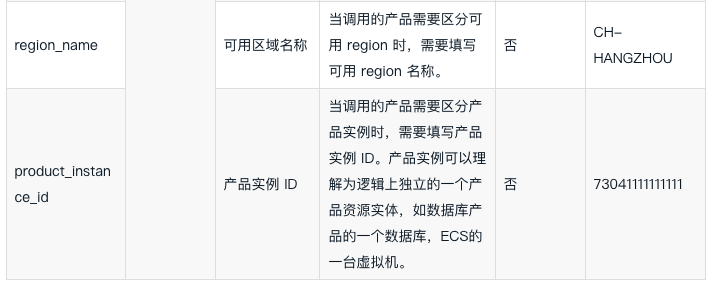 region_name
可用区域名称
当调用的产品需要区分可
用 region 时，需要填写
可用 region 名称。
否
CH-
HANGZHOU
product_instan
ce_id
产品实例 ID
当调用的产品需要区分产
品实例时，需要填写产品
实例 ID。产品实例可以理
解为逻辑上独立的一个产
品资源实体，如数据库产
品的一个数据库，ECS的
一台虚拟机。
否
73041111111111